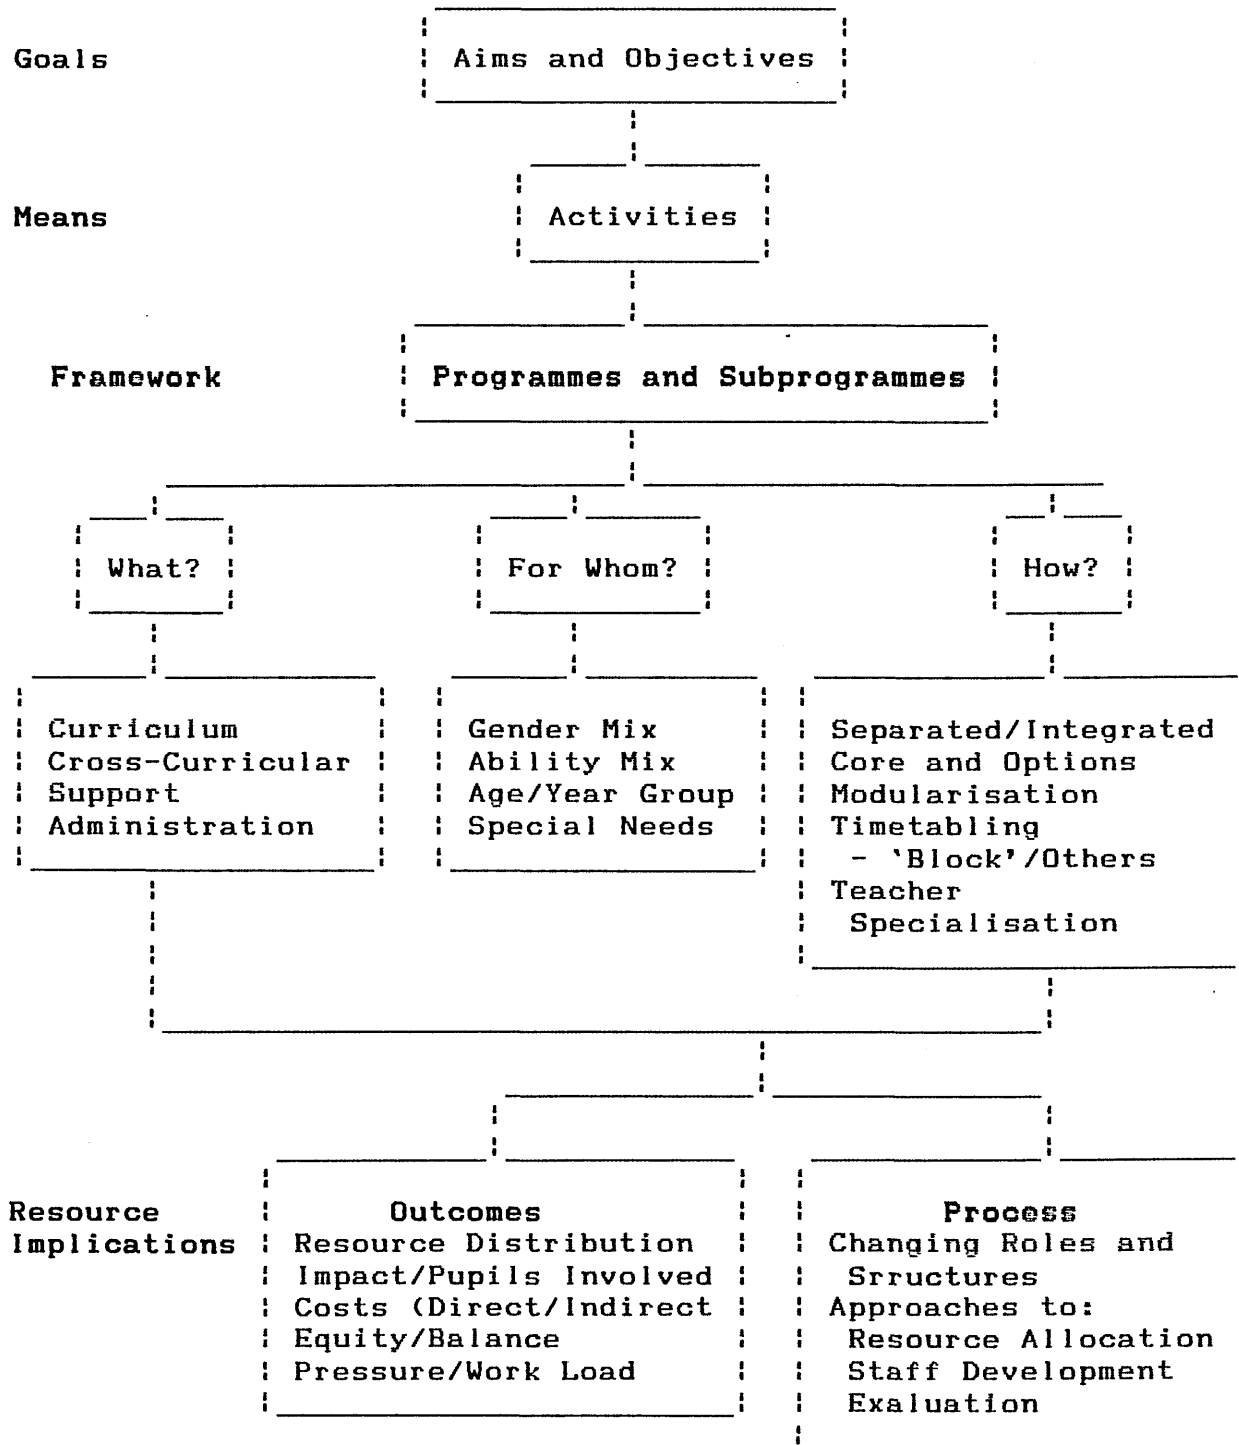 Goals
Aims and Objectives
Means
Activities
Framework
Programmes and Subprogrammes
What?
For Whom?
How?
Curriculum
Cross-Curricular
Support
Administration
Gender Mix
Ability Mix
Age/Year Group
Special Needs
Separated/Integrated
Core and Options
Modularisation
Timetabling
- 'Block'/Others
Teacher
Specialisation
Resource
Implications
Outcomes
Resource Distribution
Impact/Pupils Involved
Costs (Direct/Indirect
Equity/Balance
Pressure/Work Load
Process
Changing Roles and
Srructures
Approaches to:
Resource Allocation
Staff Development
Exaluation